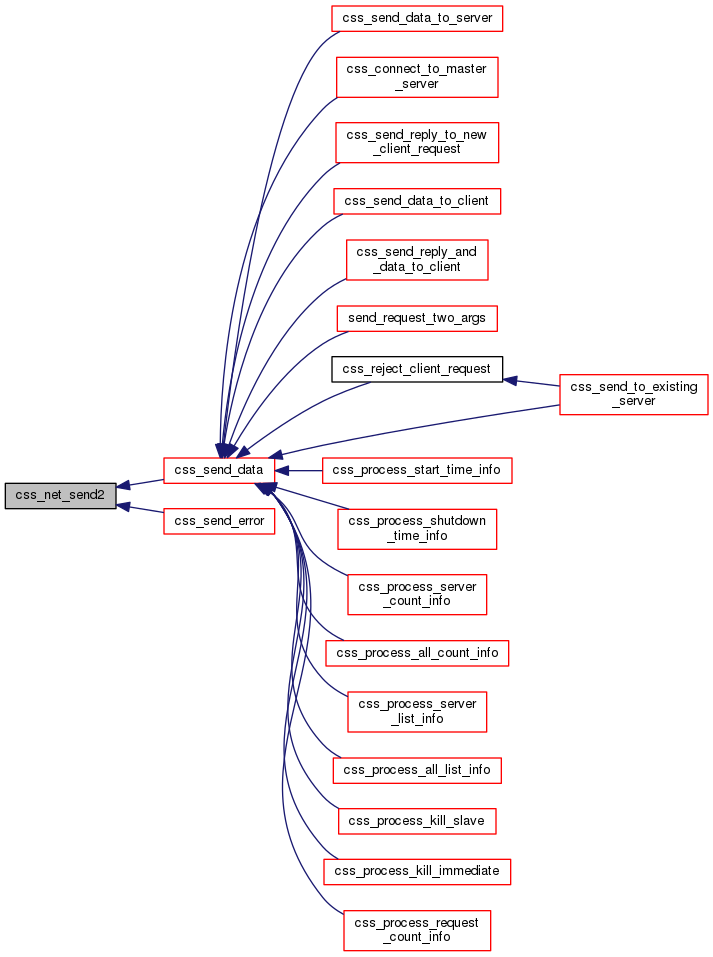 css_send_data_to_server
css_connect_to_master
_server
css_send_reply_to_new
_client_request
css_send_data_to_client
css_send_reply_and
_data_to_client
send_request_two_args
css_reject_client_request
css_send_to_existing
_server
css_send_data
css_process_start_time_info
css_net_send2
css_send_error
css_process_shutdown
_time_info
css_process_server
_count_info
css_process_all_count_info
css_process_server
_list_info
css_process_all_list_info
css_process_kill_slave
css_process_kill_immediate
css_process_request
_count_info